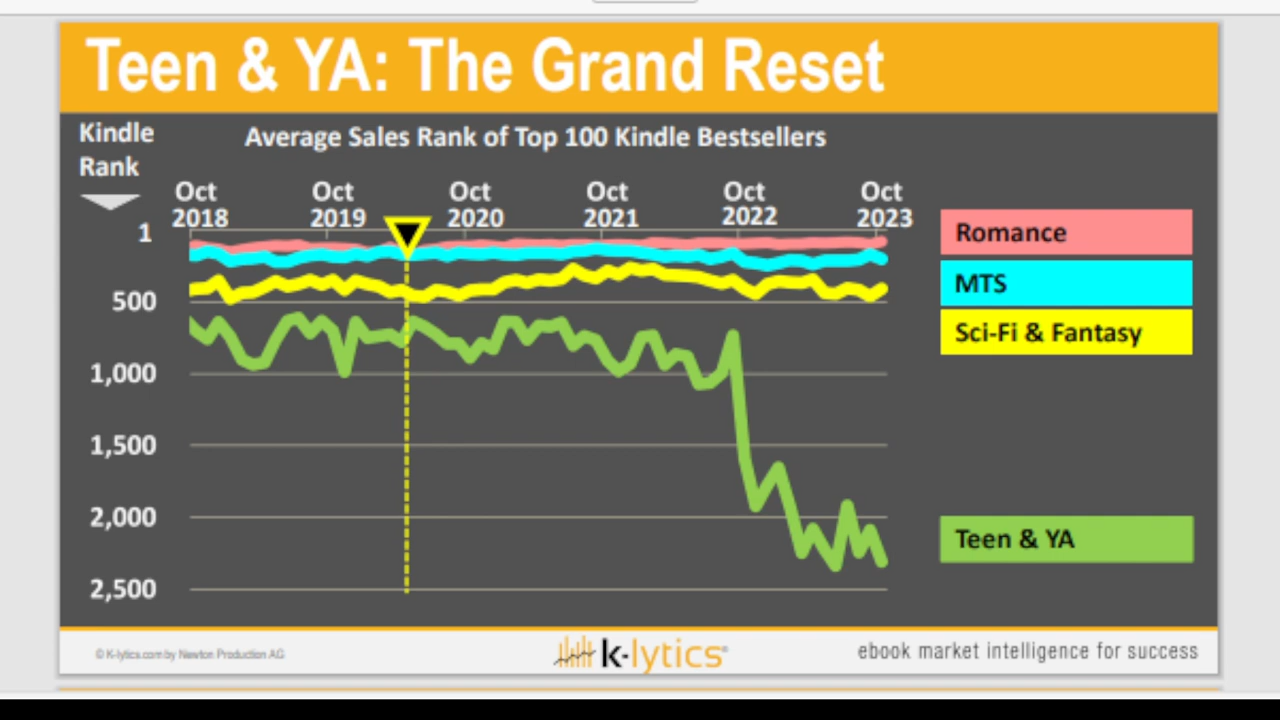 Teen & YA: The Grand Reset
Kindle
Rank
Average Sales Rank of Top 100 Kindle Bestsellers
Oct
2018
Oct
2019
Oct
2020
Oct
2021
Oct
2022
Oct
2023
1
500
1,000
1,500
2,000
2,500
Romance
MTS
Sci-Fi & Fantasy
Teen & YA
© K-lytics.com by Newton Production AG
k-lytics®
ebook market intelligence for success